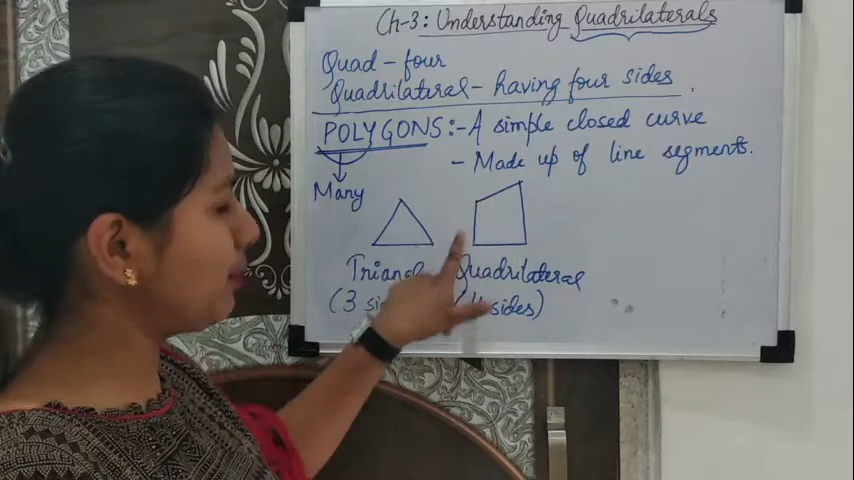 Ch-3: Understanding Quadrilaterals
Quad - four
Quadrilateral - having four sides
POLYGONS:- A simple closed curve
- Made up of line segments.
Many
Quadrilateral
(3
sides)